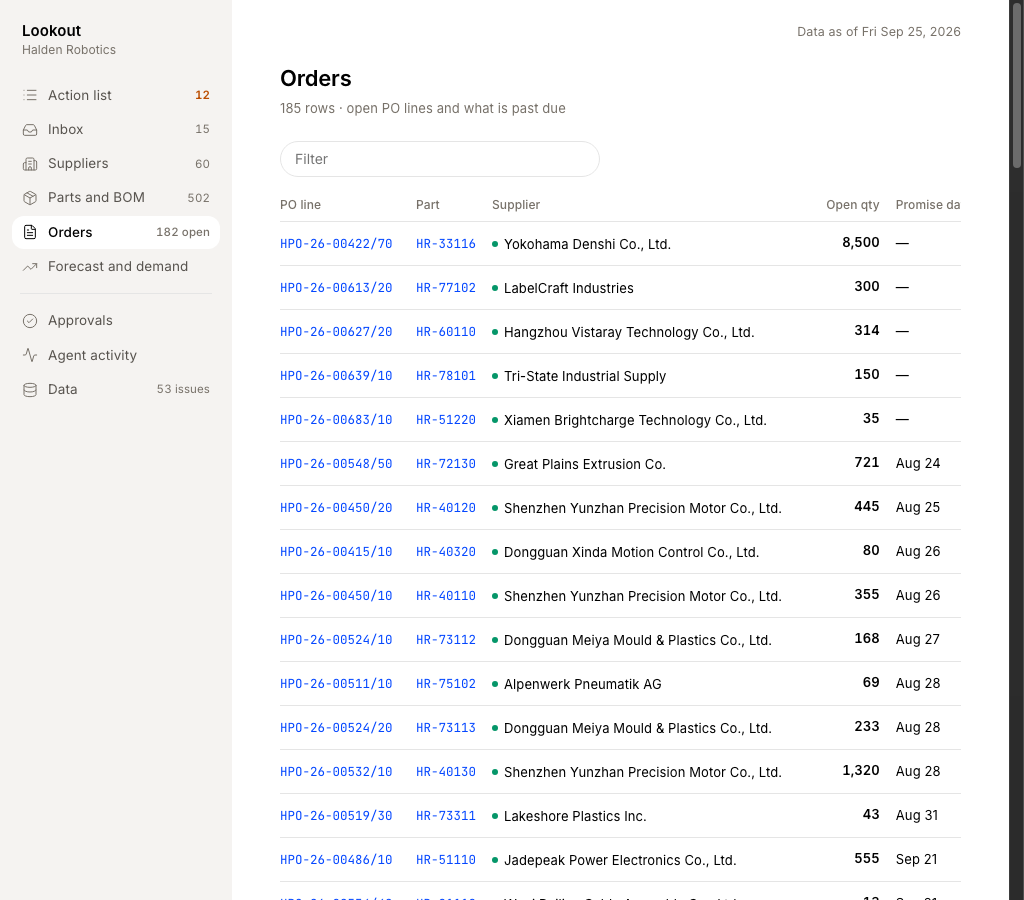 Lookout
Halden Robotics
Action list 12
Inbox 15
Suppliers 60
Parts and BOM 502
Orders 182 open
Forecast and demand
Approvals
Agent activity
Data 53 issues
Data as of Fri Sep 25, 2026
Orders
185 rows · open PO lines and what is past due
Filter
PO line Part Supplier Open qty Promise da
HPO-26-00422/70 HR-33116 Yokohama Denshi Co., Ltd. 8,500 —
HPO-26-00613/20 HR-77102 LabelCraft Industries 300 —
HPO-26-00627/20 HR-60110 Hangzhou Vistaray Technology Co., Ltd. 314 —
HPO-26-00639/10 HR-78101 Tri-State Industrial Supply 150 —
HPO-26-00683/10 HR-51220 Xiamen Brightcharge Technology Co., Ltd. 35 —
HPO-26-00548/50 HR-72130 Great Plains Extrusion Co. 721 Aug 24
HPO-26-00450/20 HR-40120 Shenzhen Yunzhan Precision Motor Co., Ltd. 445 Aug 25
HPO-26-00415/10 HR-40320 Dongguan Xinda Motion Control Co., Ltd. 80 Aug 26
HPO-26-00450/10 HR-40110 Shenzhen Yunzhan Precision Motor Co., Ltd. 355 Aug 26
HPO-26-00524/10 HR-73112 Dongguan Meiya Mould & Plastics Co., Ltd. 168 Aug 27
HPO-26-00511/10 HR-75102 Alpenwerk Pneumatik AG 69 Aug 28
HPO-26-00524/20 HR-73113 Dongguan Meiya Mould & Plastics Co., Ltd. 233 Aug 28
HPO-26-00532/10 HR-40130 Shenzhen Yunzhan Precision Motor Co., Ltd. 1,320 Aug 28
HPO-26-00519/30 HR-73311 Lakeshore Plastics Inc. 43 Aug 31
HPO-26-00486/10 HR-51110 Jadepeak Power Electronics Co., Ltd. 555 Sep 21